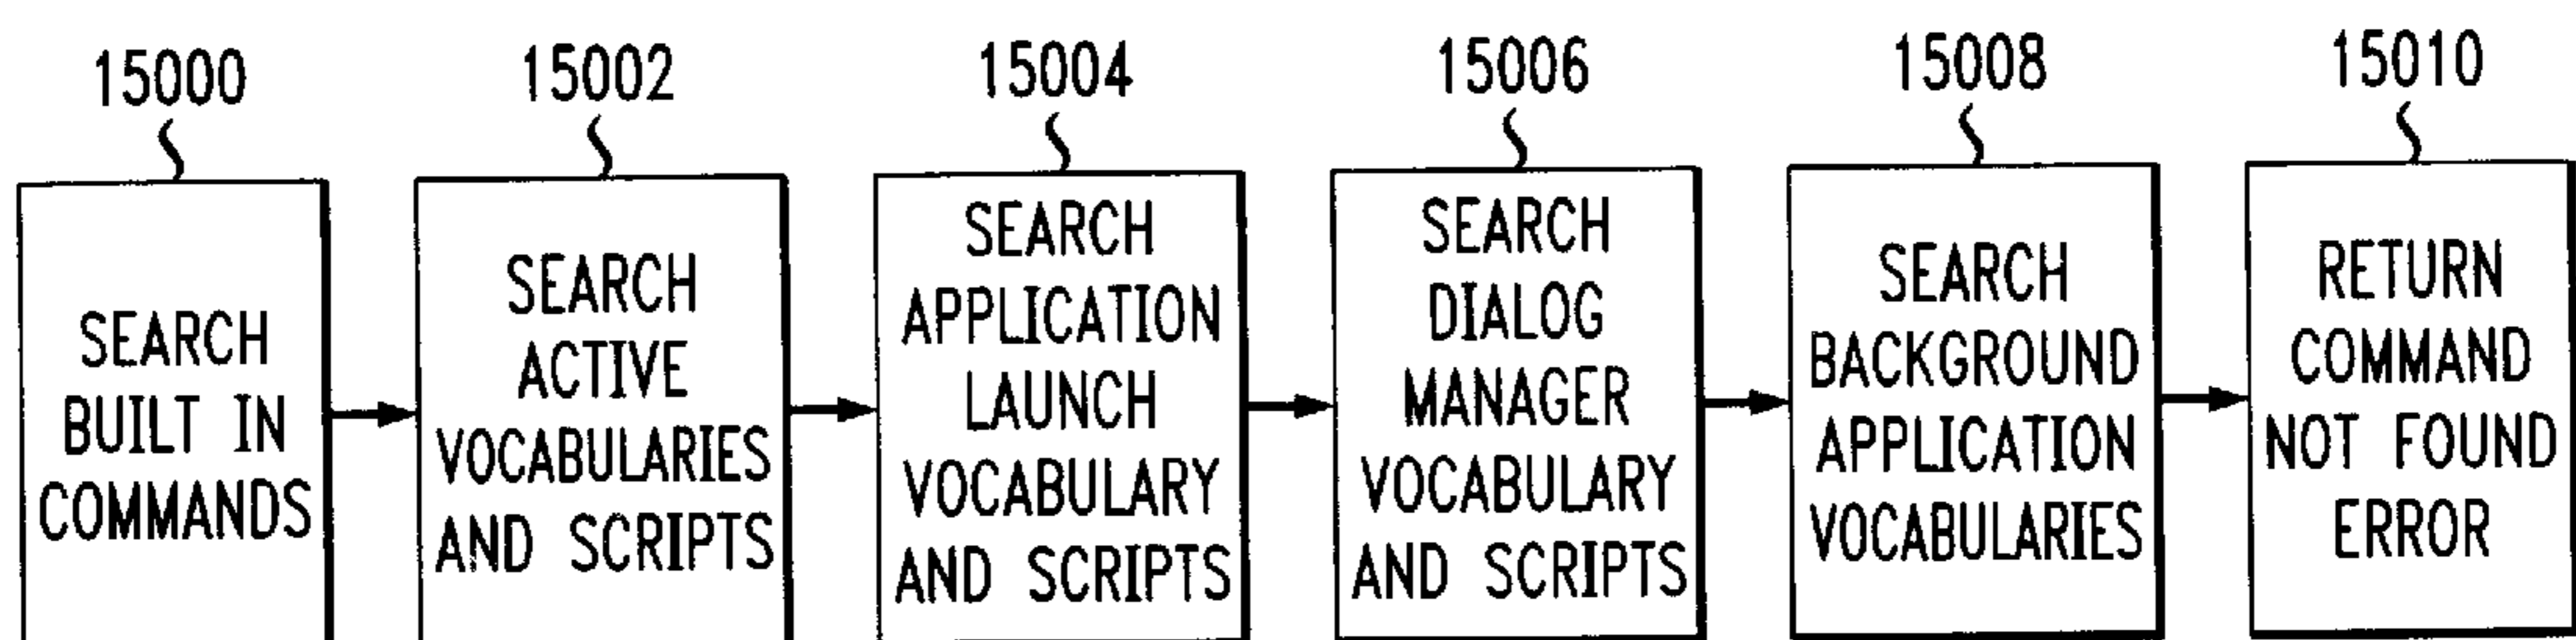 15000
SEARCH
BUILT IN
COMMANDS
15002
SEARCH
ACTIVE
VOCABULARIES
AND SCRIPTS
15004
SEARCH
APPLICATION
LAUNCH
VOCABULARY
AND SCRIPTS
15006
SEARCH
DIALOG
MANAGER
VOCABULARY
AND SCRIPTS
15008
SEARCH
BACKGROUND
APPLICATION
VOCABULARIES
15010
RETURN
COMMAND
NOT FOUND
ERROR